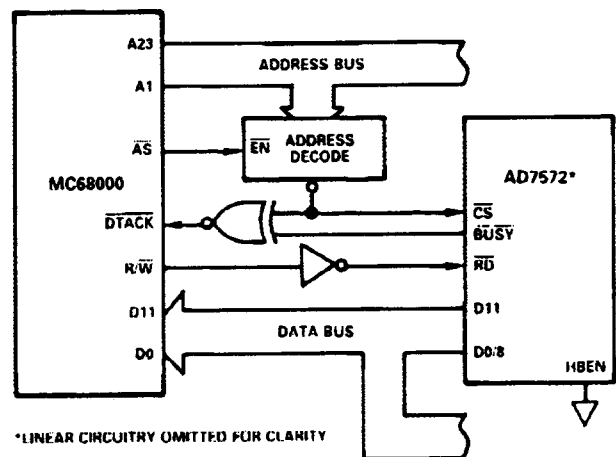 A23
ADDRESS BUS
A1
AS
EN
ADDRESS
DECODE
MC68000
AD7572*
DTACK
CS
BUSY
R/W
RD
D11
D11
DATA BUS
D0
D0/8
HBEN
*LINEAR CIRCUITRY OMITTED FOR CLARITY